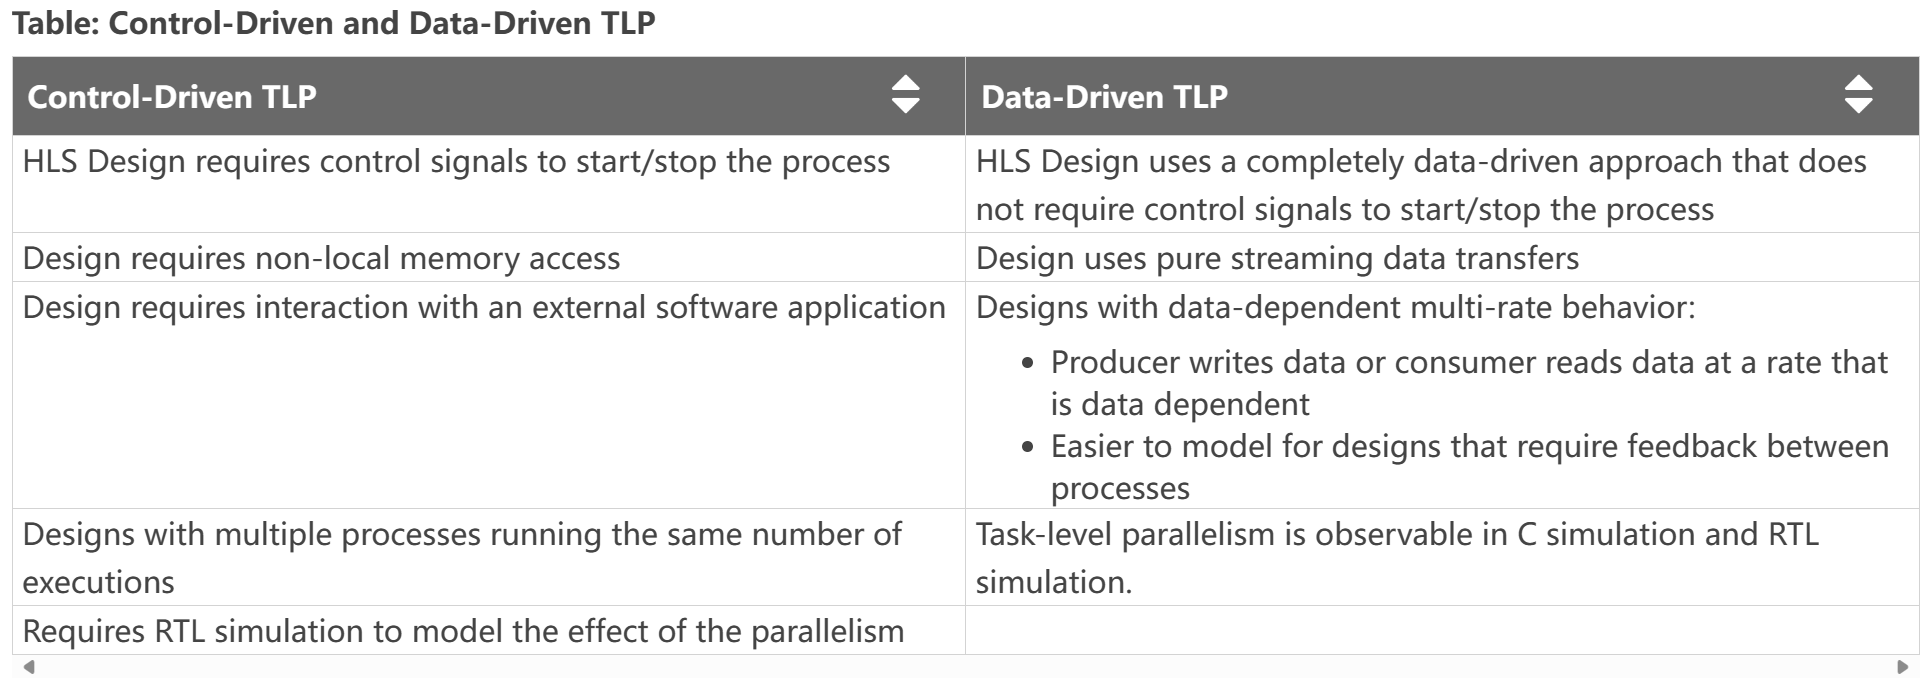 Table: Control-Driven and Data-Driven TLP
Control-Driven TLP
Data-Driven TLP
HLS Design requires control signals to start/stop the process
HLS Design uses a completely data-driven approach that does
not require control signals to start/stop the process
Design requires non-local memory access
Design uses pure streaming data transfers
Design requires interaction with an external software application
Designs with data-dependent multi-rate behavior:
• Producer writes data or consumer reads data at a rate that
is data dependent
• Easier to model for designs that require feedback between
processes
Designs with multiple processes running the same number of
executions
Task-level parallelism is observable in C simulation and RTL
simulation.
Requires RTL simulation to model the effect of the parallelism